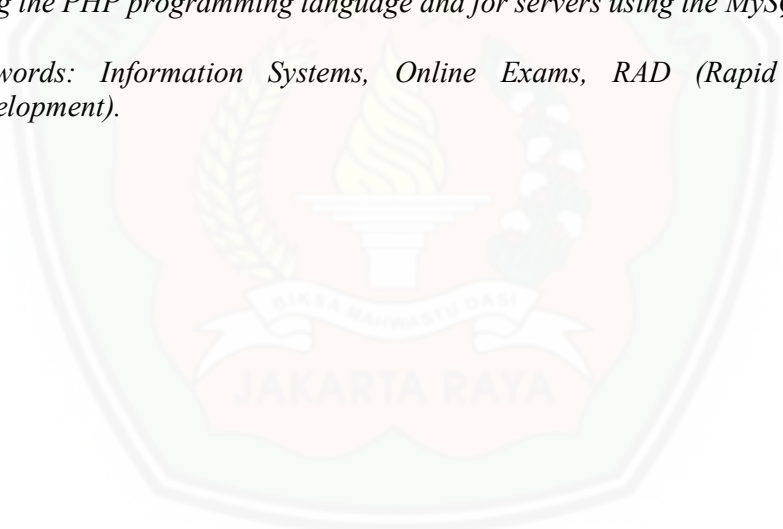 g the PHP programming language and for servers using the MySQ
words: Information Systems, Online Exams, RAD (Rapid
elopment).
BIKSA MAHWASTU DASI
JAKARTA RAYA